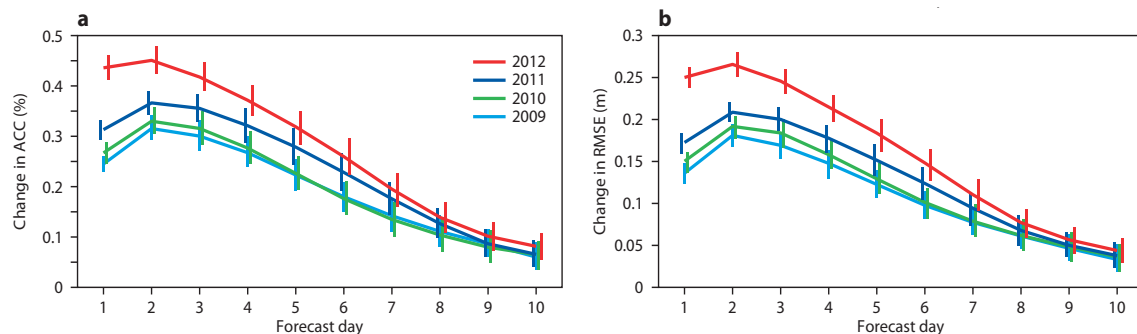 a
Change in ACC (%)
0.5
0.4
0.3
0.2
0.1
0
1 2 3 4 5 6 7 8 9 10
Forecast day
2012
2011
2010
2009
b
Change in RMSE (m)
0.3
0.25
0.20
0.15
0.10
0.05
0
1 2 3 4 5 6 7 8 9 10
Forecast day